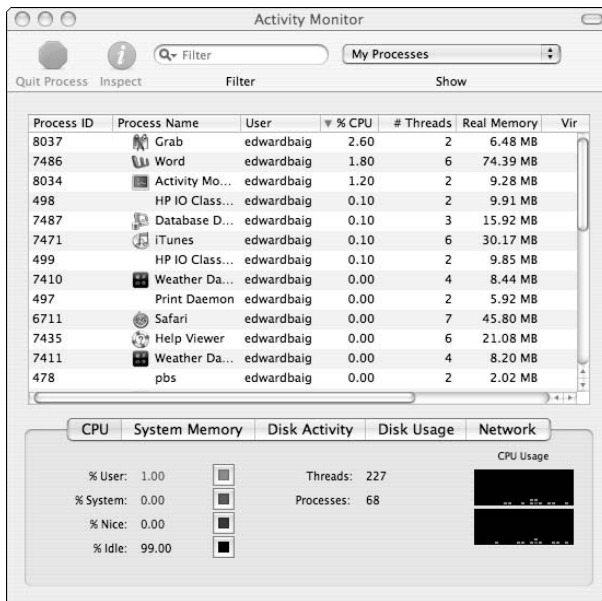 Activity Monitor
Filter
My Processes
Quit Process Inspect Filter Show
Process ID Process Name User % CPU # Threads Real Memory Vir
8037 Grab edwardbaig 2.60 2 6.48 MB
7486 Word edwardbaig 1.80 6 74.39 MB
8034 Activity Mo... edwardbaig 1.20 2 9.28 MB
498 HP IO Class... edwardbaig 0.10 2 9.91 MB
7487 Database D... edwardbaig 0.10 3 15.92 MB
7471 iTunes edwardbaig 0.10 6 30.17 MB
499 HP IO Class... edwardbaig 0.10 2 9.85 MB
7410 Weather Da... edwardbaig 0.00 4 8.44 MB
497 Print Daemon edwardbaig 0.00 2 5.92 MB
6711 Safari edwardbaig 0.00 7 45.80 MB
7435 Help Viewer edwardbaig 0.00 6 21.08 MB
7411 Weather Da... edwardbaig 0.00 4 8.20 MB
478 pbs edwardbaig 0.00 2 2.02 MB
CPU System Memory Disk Activity Disk Usage Network
CPU Usage
% User: 1.00 Threads: 227
% System: 0.00 Processes: 68
% Nice: 0.00
% Idle: 99.00